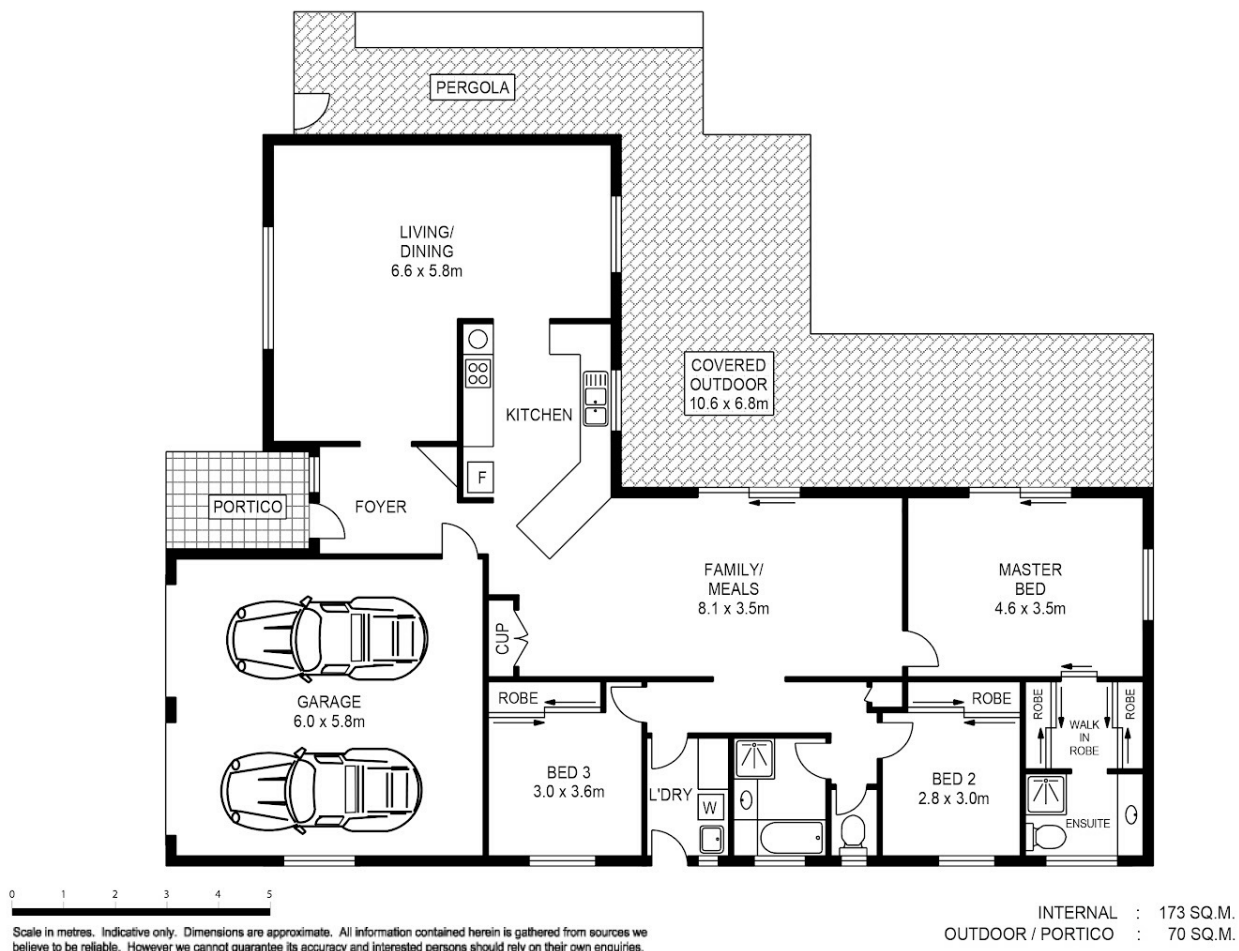 PERGOLA
LIVING/
DINING
6.6 x 5.8m
COVERED
OUTDOOR
10.6 x 6.8m
KITCHEN
F
PORTICO
FOYER
FAMILY/
MEALS
8.1 x 3.5m
MASTER
BED
4.6 x 3.5m
CUP
GARAGE
6.0 x 5.8m
ROBE
ROBE
ROBE
ROBE
WALK
IN
ROBE
BED 3
3.0 x 3.6m
L'DRY
W
BED 2
2.8 x 3.0m
ENSUITE
0 1 2 3 4 5
Scale in metres. Indicative only. Dimensions are approximate. All information contained herein is gathered from sources we
believe to be reliable. However we cannot guarantee its accuracy and interested persons should rely on their own enquiries.
INTERNAL : 173 SQ.M.
OUTDOOR / PORTICO : 70 SQ.M.